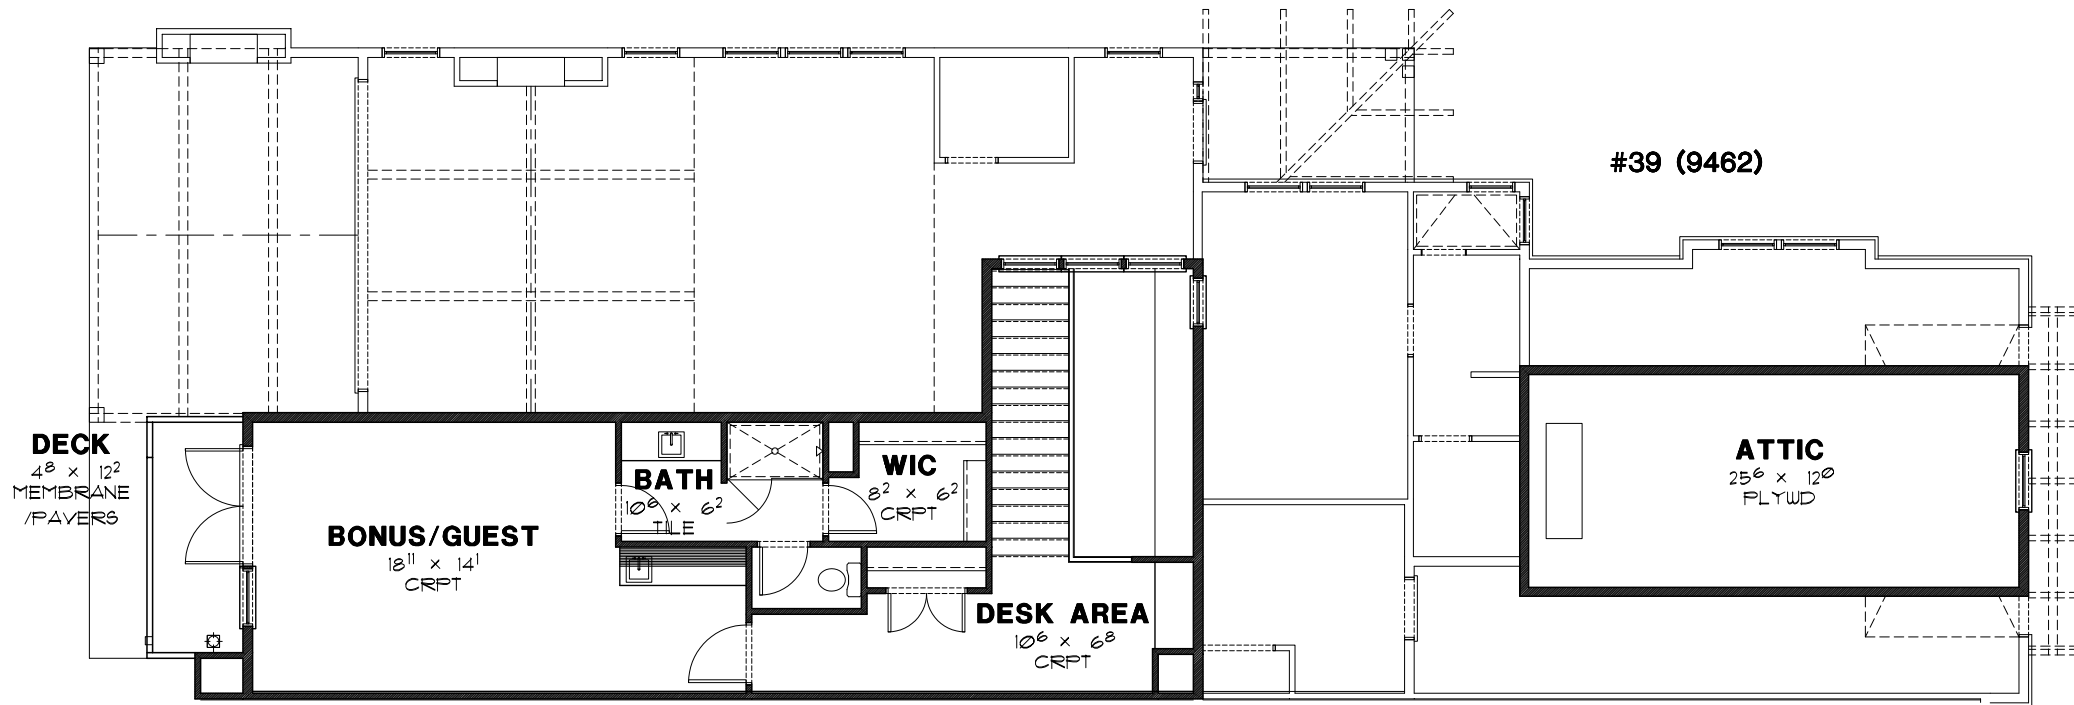 #39 (9462)
DECK
4⁸ × 12²
MEMBRANE
/PAVERS
BONUS/GUEST
18¹¹ × 14¹
CRPT
BATH
10⁶ × 6²
TILE
WIC
8² × 6²
CRPT
DESK AREA
10⁶ × 6⁸
CRPT
ATTIC
25⁶ × 12⁰
PLYWD